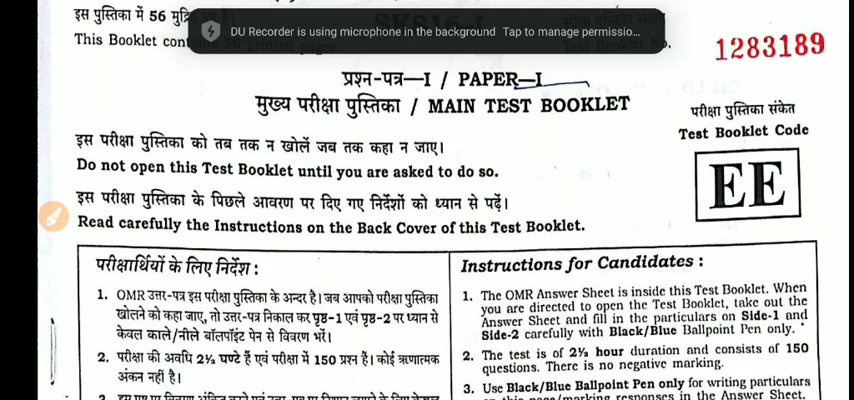 इस पुस्तिका में 56
This Booklet
DU Recorder is using microphone in the background Tap to manage permissio...
1283189
प्रश्न-पत्र—I / PAPER—I
मुख्य परीक्षा पुस्तिका / MAIN TEST BOOKLET
परीक्षा पुस्तिका संकेत
Test Booklet Code
EE
इस परीक्षा पुस्तिका को तब तक न खोलें जब तक कहा न जाए।
Do not open this Test Booklet until you are asked to do so.
इस परीक्षा पुस्तिका के पिछले आवरण पर दिए गए निर्देशों को ध्यान से पढ़ें।
Read carefully the Instructions on the Back Cover of this Test Booklet.
परीक्षार्थियों के लिए निर्देश :
1. OMR उत्तर-पत्र इस परीक्षा पुस्तिका के अन्दर है। जब आपको परीक्षा पुस्तिका
खोलने को कहा जाए, तो उत्तर-पत्र निकाल कर पृष्ठ-1 एवं पृष्ठ-2 पर ध्यान से
केवल काले/नीले बॉलपॉइंट पेन से विवरण भरें।
2. परीक्षा की अवधि 2½ घण्टे हैं एवं परीक्षा में 150 प्रश्न हैं। कोई ऋणात्मक
अंकन नहीं है।
Instructions for Candidates :
1. The OMR Answer Sheet is inside this Test Booklet. When
you are directed to open the Test Booklet, take out the
Answer Sheet and fill in the particulars on Side-1 and
Side-2 carefully with Black/Blue Ballpoint Pen only.
2. The test is of 2½ hour duration and consists of 150
questions. There is no negative marking.
3. Use Black/Blue Ballpoint Pen only for writing particulars
on this page/marking responses in the Answer Sheet.